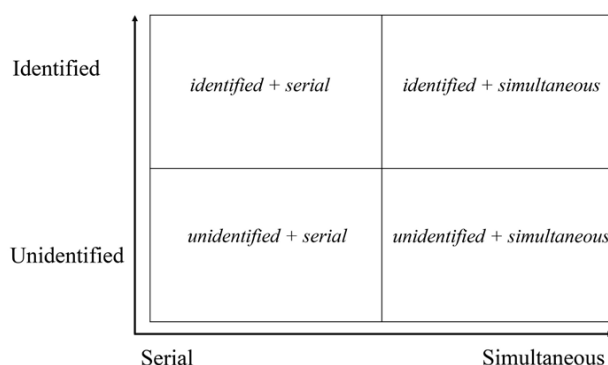 Identified
identified + serial
identified + simultaneous
Unidentified
unidentified + serial
unidentified + simultaneous
Serial
Simultaneous